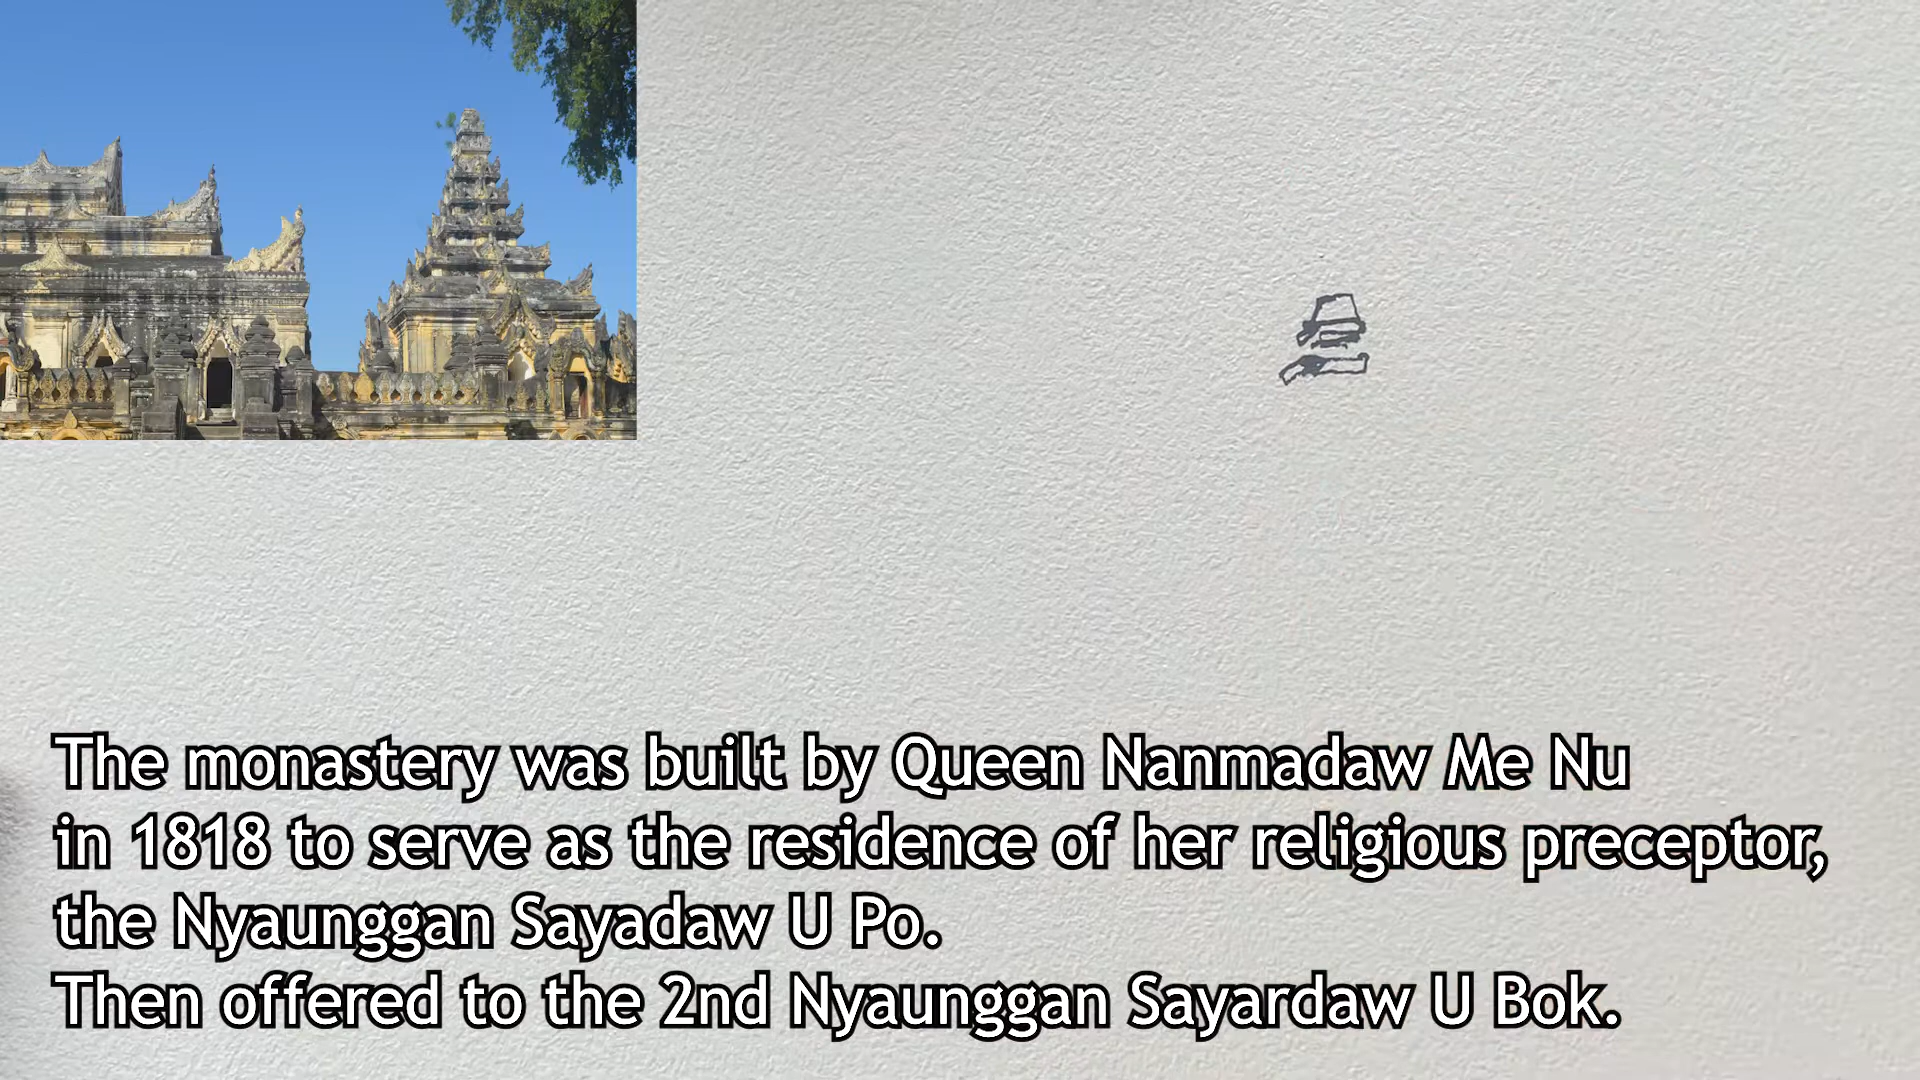 The monastery was built by Queen Nanmadaw Me Nu
in 1818 to serve as the residence of her religious preceptor,
the Nyaunggan Sayadaw U Po.
Then offered to the 2nd Nyaunggan Sayardaw U Bok.